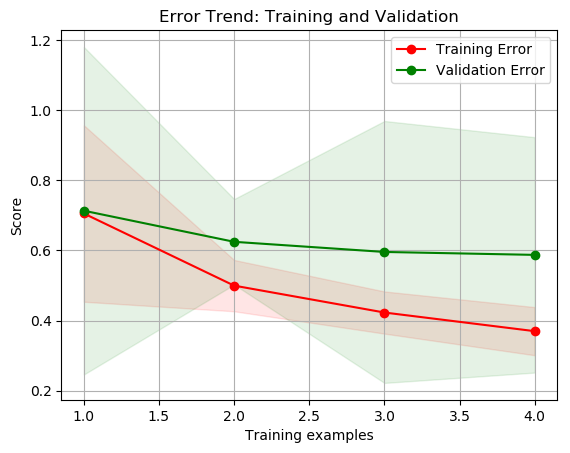 Error Trend: Training and Validation
Training Error
Validation Error
Score
1.2
1.0
0.8
0.6
0.4
0.2
1.0 1.5 2.0 2.5 3.0 3.5 4.0
Training examples